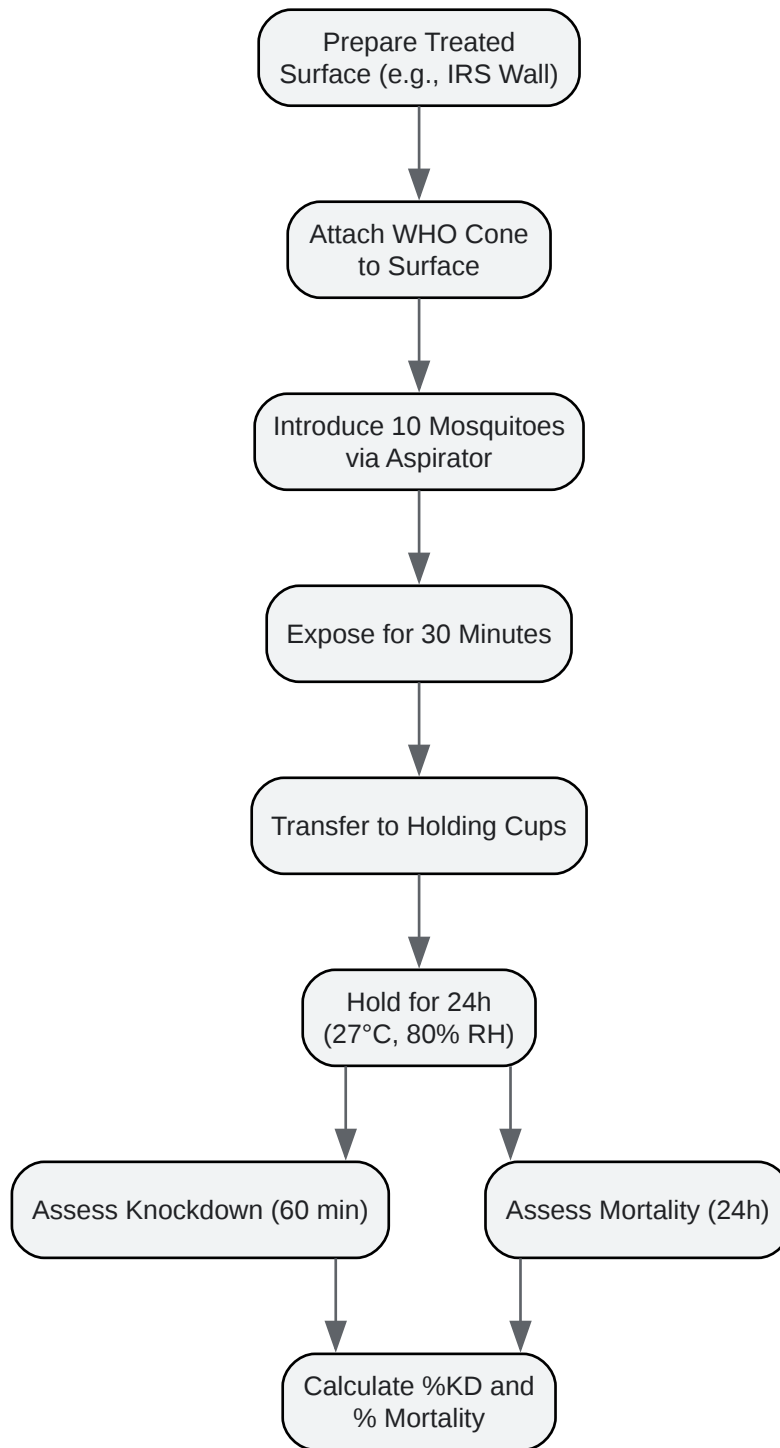 Prepare Treated
Surface (e.g., IRS Wall)
Attach WHO Cone
to Surface
Introduce 10 Mosquitoes
via Aspirator
Expose for 30 Minutes
Transfer to Holding Cups
Hold for 24h
(27°C, 80% RH)
Assess Knockdown (60 min)
Assess Mortality (24h)
Calculate %KD and
% Mortality